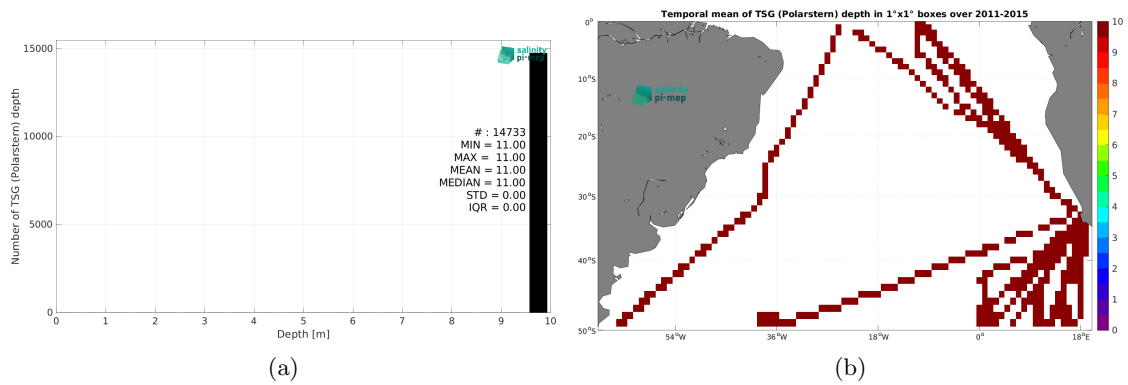 15000
10000
5000
0
Number of TSG (Polarstern) depth
salinity
pi-mep
# : 14733
MIN = 11.00
MAX = 11.00
MEAN = 11.00
MEDIAN = 11.00
STD = 0.00
IQR = 0.00
0 1 2 3 4 5 6 7 8 9 10
Depth [m]
(a)
Temporal mean of TSG (Polarstern) depth in 1°x1° boxes over 2011-2015
0°
10°S
20°S
30°S
40°S
50°S
salinity
pi-mep
54°W 36°W 18°W 0° 18°E
10
9
8
7
6
5
4
3
2
1
0
(b)